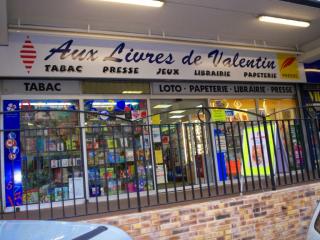 Aux Livres de Valentin
TABAC PRESSE JEUX LIBRAIRIE PAPETERIE
TABAC
LOTO - PAPETERIE - LIBRAIRIE - PRESSE